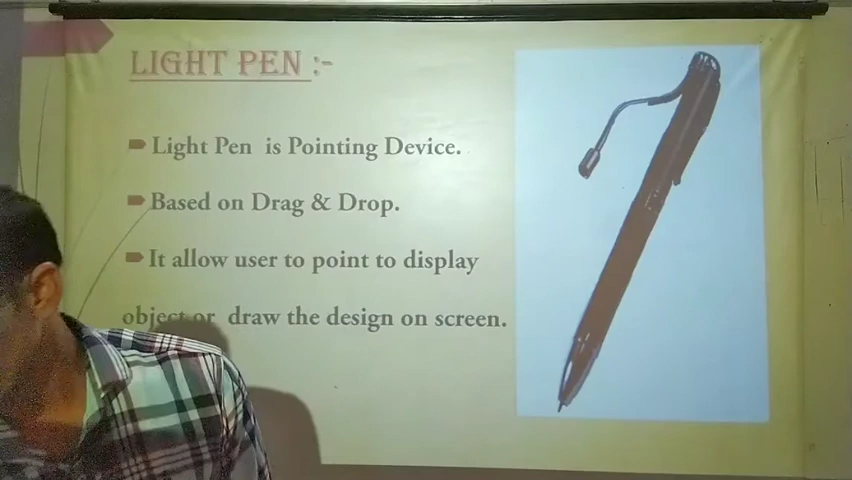 LIGHT PEN :-
Light Pen is Pointing Device.
Based on Drag & Drop.
It allow user to point to display
object or draw the design on screen.